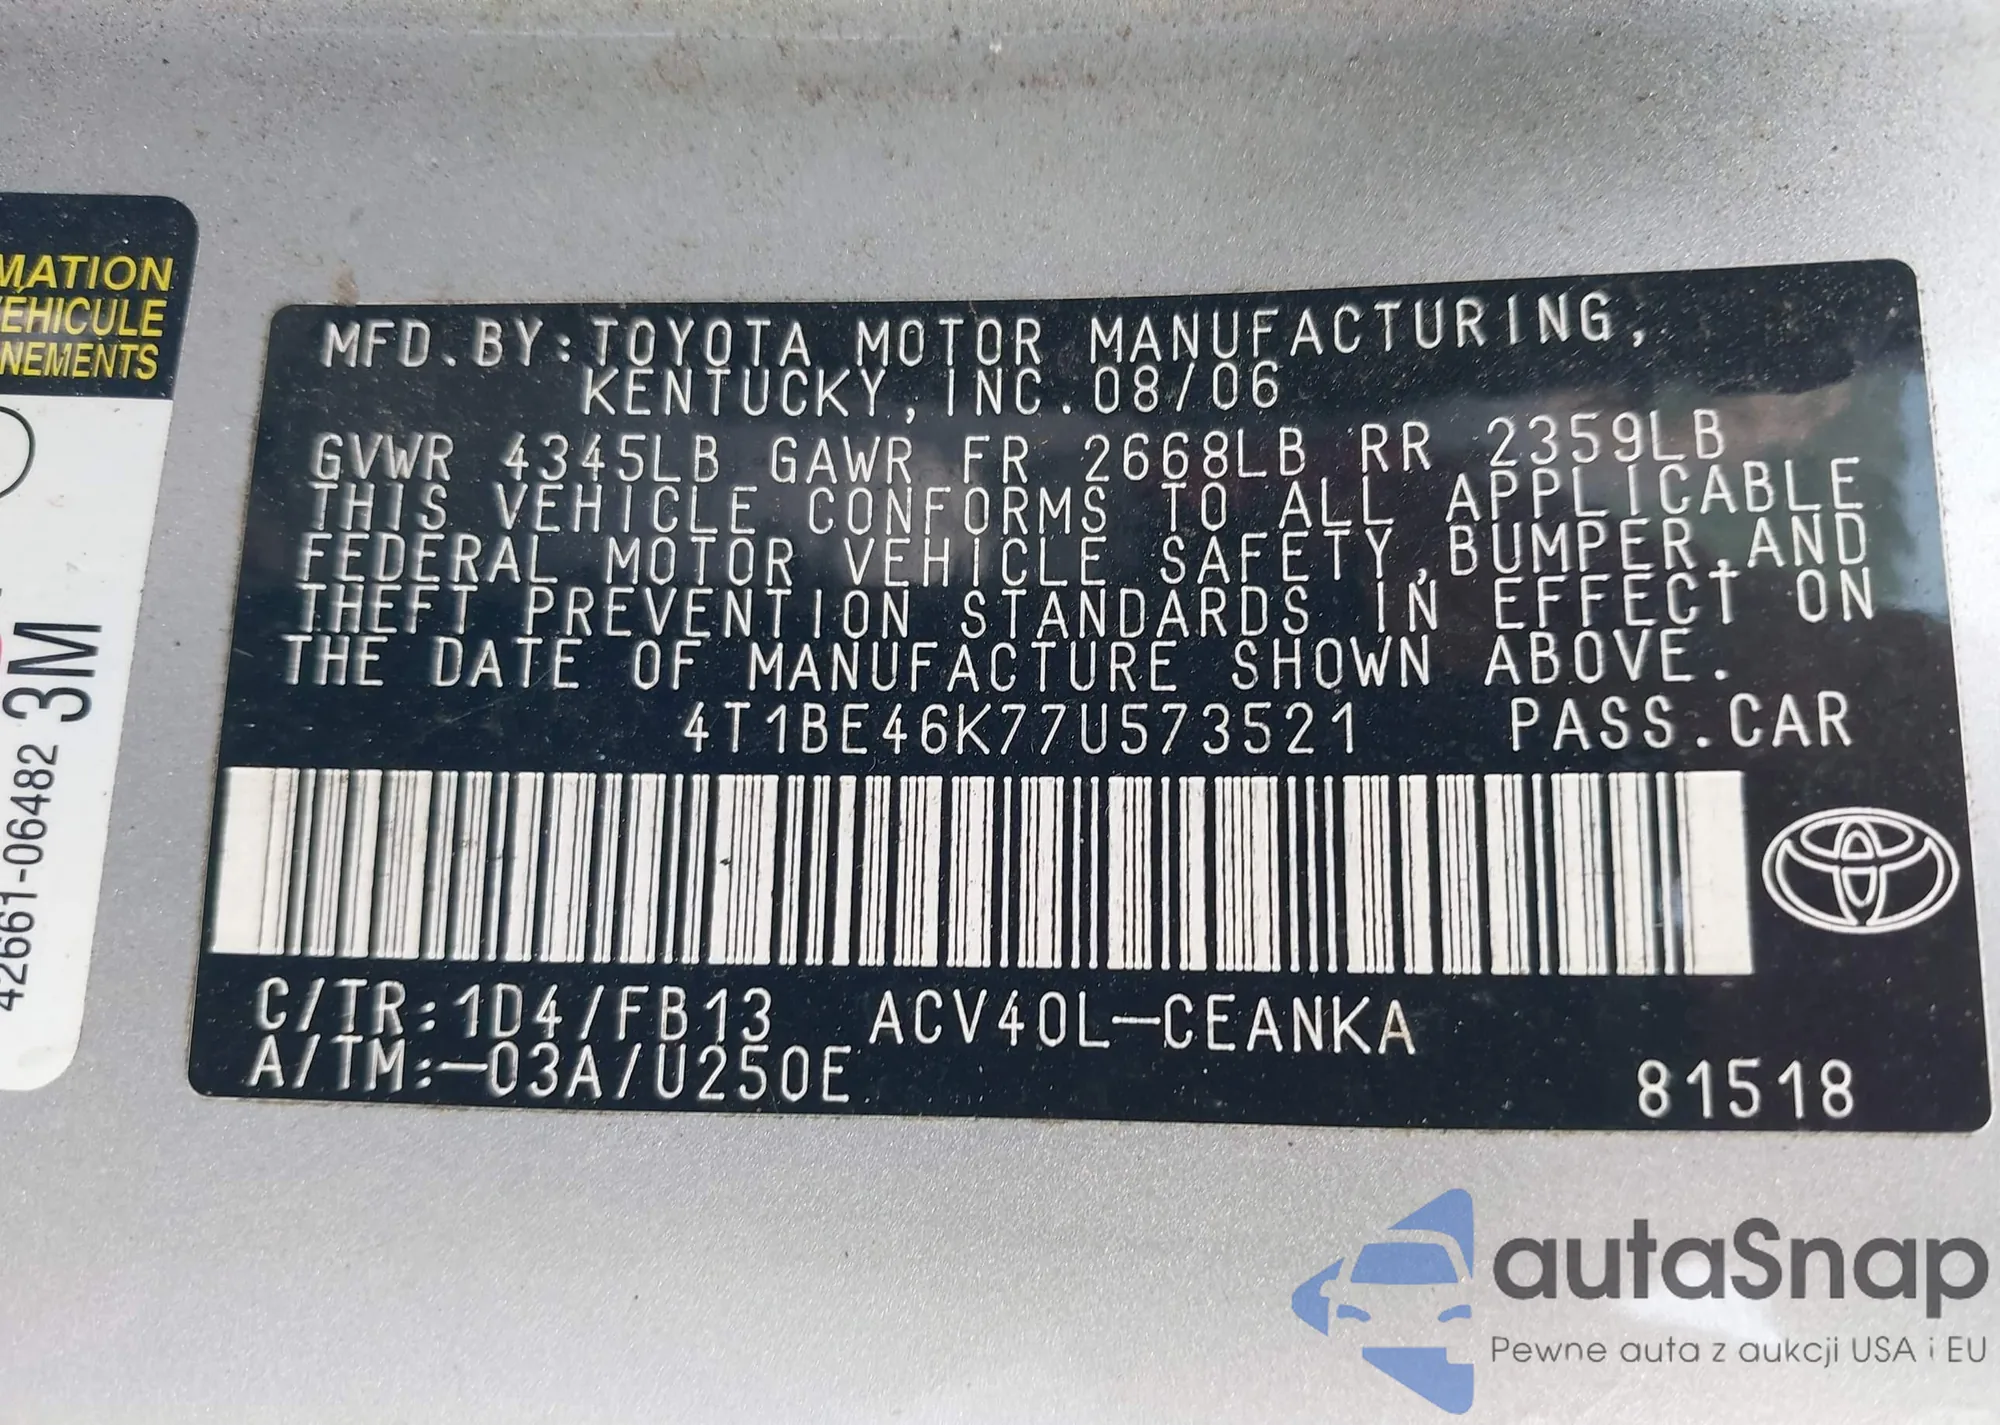 MATION
ÉHICULE
NEMENTS
3M
42661-06482
MFD.BY:TOYOTA MOTOR MANUFACTURING,
KENTUCKY,INC.08/06
GVWR 4345LB GAWR FR 2668LB RR 2359LB
THIS VEHICLE CONFORMS TO ALL APPLICABLE
FEDERAL MOTOR VEHICLE SAFETY,BUMPER,AND
THEFT PREVENTION STANDARDS IN EFFECT ON
THE DATE OF MANUFACTURE SHOWN ABOVE.
4T1BE46K77U573521 PASS.CAR
C/TR:1D4/FB13 ACV40L-CEANKA
A/TM:-03A/U250E
81518
autaSnap
Pewne auta z aukcji USA i EU